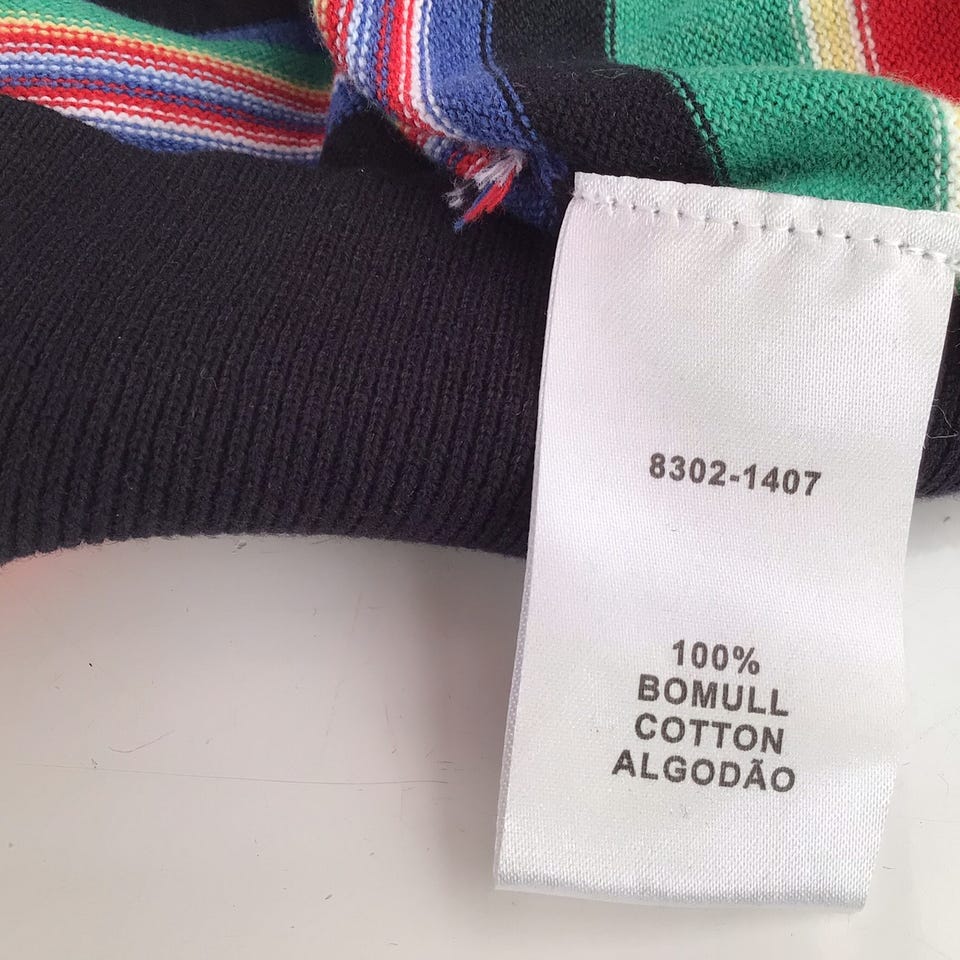 8302-1407
100%
BOMULL
COTTON
ALGODÃO